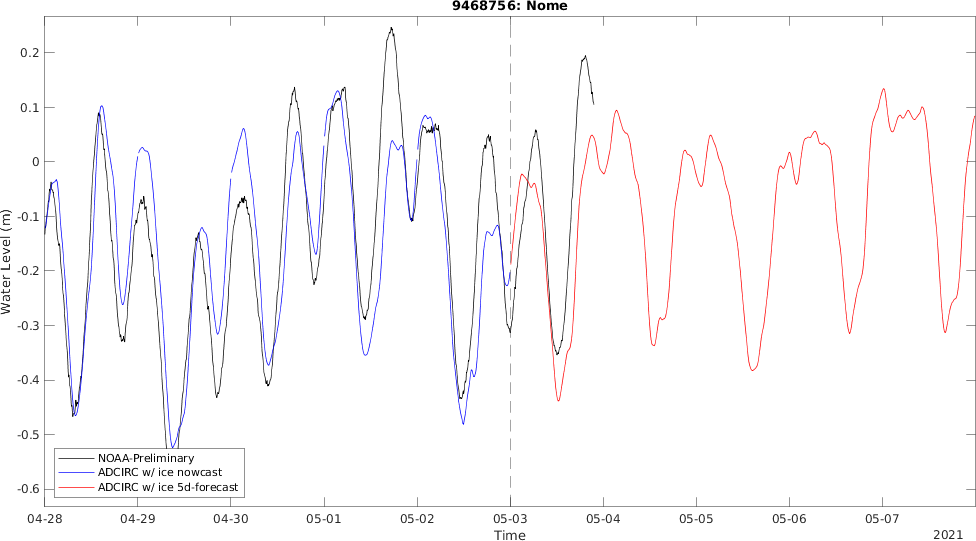 9468756: Nome
Water Level (m)
0.2
0.1
0
-0.1
-0.2
-0.3
-0.4
-0.5
-0.6
NOAA-Preliminary
ADCIRC w/ ice nowcast
ADCIRC w/ ice 5d-forecast
04-28 04-29 04-30 05-01 05-02 05-03 05-04 05-05 05-06 05-07
Time
2021